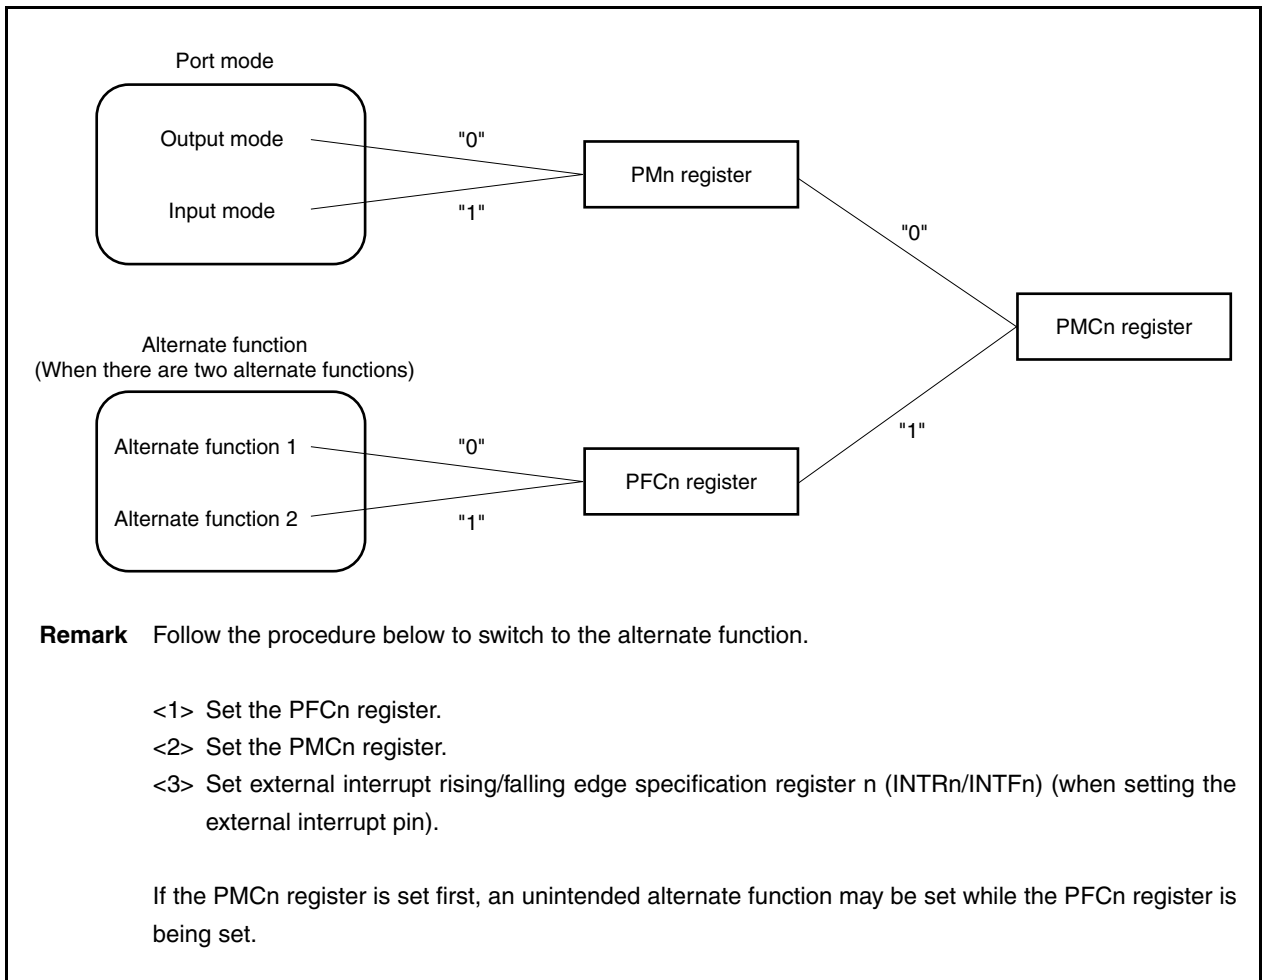 Port mode
Output mode
"0"
PMn register
Input mode
"1"
"0"
PMCn register
Alternate function
(When there are two alternate functions)
Alternate function 1
"0"
"1"
PFCn register
Alternate function 2
"1"
Remark Follow the procedure below to switch to the alternate function.
<1> Set the PFCn register.
<2> Set the PMCn register.
<3> Set external interrupt rising/falling edge specification register n (INTRn/INTFn) (when setting the
external interrupt pin).
If the PMCn register is set first, an unintended alternate function may be set while the PFCn register is
being set.